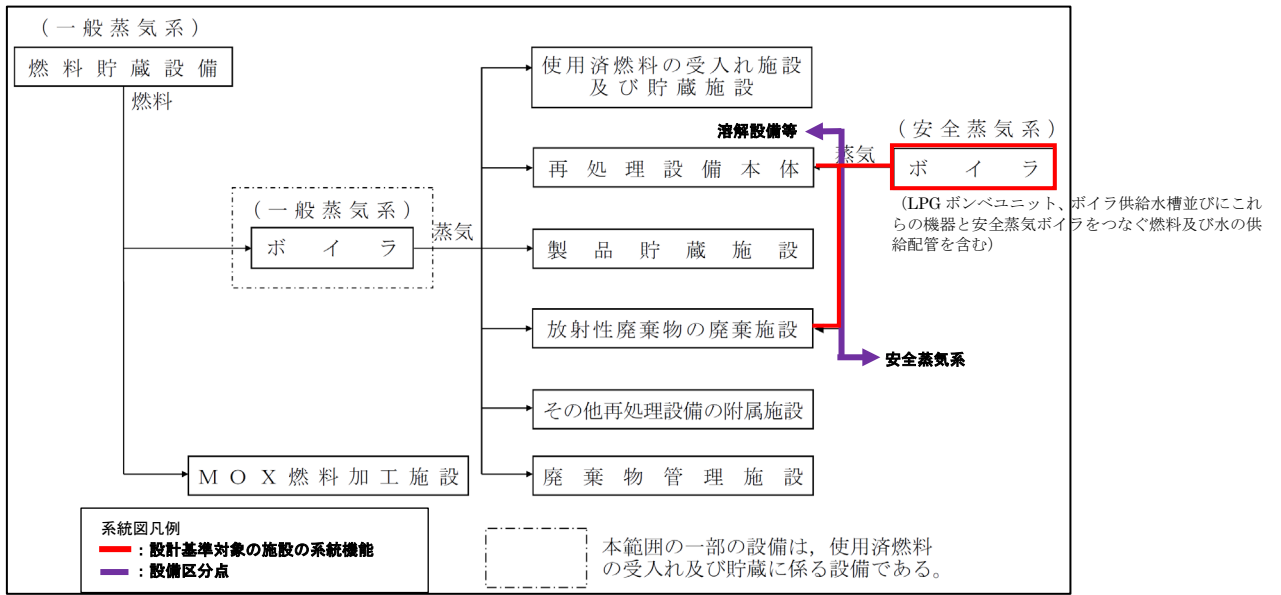 （一般蒸気系）
燃料貯蔵設備
燃料
（一般蒸気系）
ボイラ
蒸気
使用済燃料の受入れ施設
及び貯蔵施設
溶解設備等
再処理設備本体
蒸気
（安全蒸気系）
ボイラ
（LPG ボンベユニット、ボイラ供給水槽並びにこれ
らの機器と安全蒸気ボイラをつなぐ燃料及び水の供
給配管を含む）
製品貯蔵施設
放射性廃棄物の廃棄施設
安全蒸気系
その他再処理設備の附属施設
MOX燃料加工施設
廃棄物管理施設
系統図凡例
：設計基準対象の施設の系統機能
：設備区分点
本範囲の一部の設備は，使用済燃料
の受入れ及び貯蔵に係る設備である。